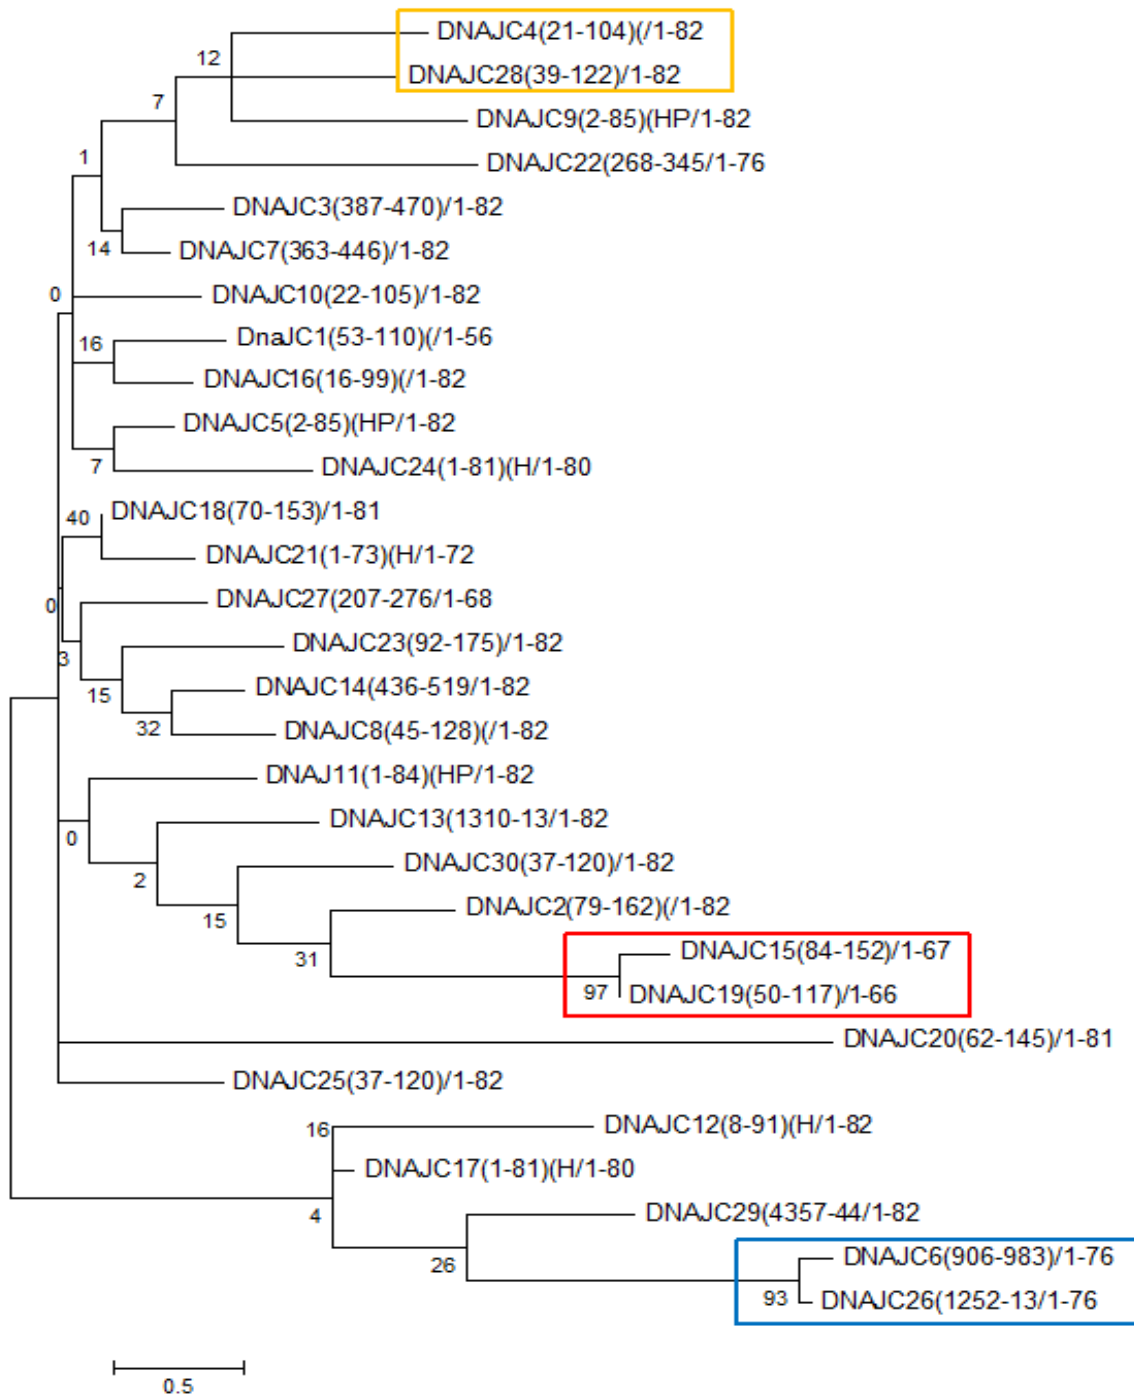 DNAJC4(21-104)(/1-82
12
DNAJC28(39-122)/1-82
7
DNAJC9(2-85)(HP/1-82
1
DNAJC22(268-345/1-76
DNAJC3(387-470)/1-82
14
DNAJC7(363-446)/1-82
0
DNAJC10(22-105)/1-82
16
DnaJC1(53-110)(/1-56
DNAJC16(16-99)(/1-82
DNAJC5(2-85)(HP/1-82
7
DNAJC24(1-81)(H/1-80
40
DNAJC18(70-153)/1-81
DNAJC21(1-73)(H/1-72
0
DNAJC27(207-276/1-68
3
DNAJC23(92-175)/1-82
15
DNAJC14(436-519/1-82
32
DNAJC8(45-128)(/1-82
DNAJ11(1-84)(HP/1-82
0
DNAJC13(1310-13/1-82
2
DNAJC30(37-120)/1-82
15
DNAJC2(79-162)(/1-82
31
DNAJC15(84-152)/1-67
97
DNAJC19(50-117)/1-66
DNAJC20(62-145)/1-81
DNAJC25(37-120)/1-82
16
DNAJC12(8-91)(H/1-82
DNAJC17(1-81)(H/1-80
4
DNAJC29(4357-44/1-82
26
DNAJC6(906-983)/1-76
93
DNAJC26(1252-13/1-76
0.5